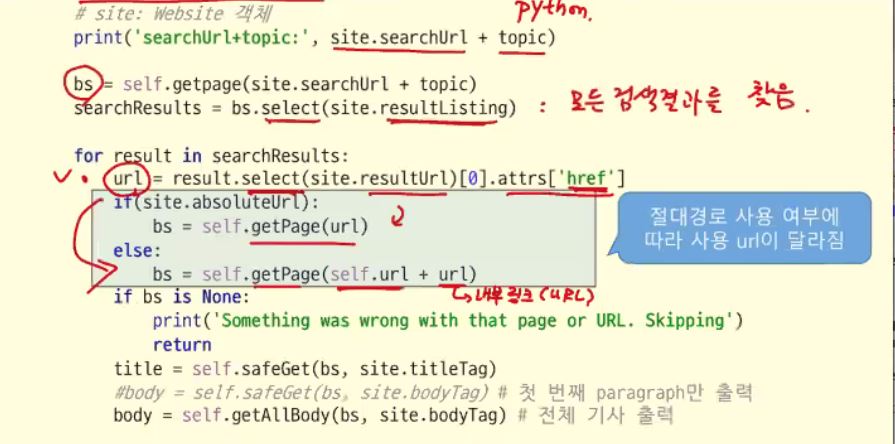 # site: Website 객체
python.
print('searchUrl+topic:', site.searchUrl + topic)
bs = self.getpage(site.searchUrl + topic)
searchResults = bs.select(site.resultListing) : 모든 검색결과를 찾음.
for result in searchResults:
url = result.select(site.resultUrl)[0].attrs['href']
if(site.absoluteUrl):
bs = self.getPage(url)
else:
bs = self.getPage(self.url + url)
절대경로 사용 여부에
따라 사용 url이 달라짐
내부링크(URL)
if bs is None:
print('Something was wrong with that page or URL. Skipping')
return
title = self.safeGet(bs, site.titleTag)
#body = self.safeGet(bs, site.bodyTag) # 첫 번째 paragraph만 출력
body = self.getAllBody(bs, site.bodyTag) # 전체 기사 출력